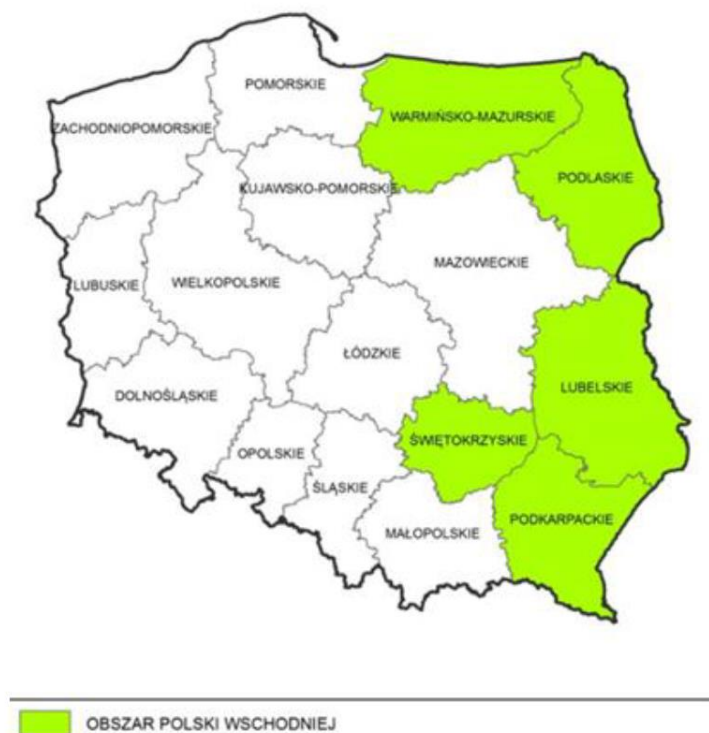 POMORSKIE
WARMIŃSKO-MAZURSKIE
ZACHODNIOPOMORSKIE
PODLASKIE
KUJAWSKO-POMORSKIE
MAZOWIECKIE
WIELKOPOLSKIE
LUBUSKIE
ŁÓDZKIE
LUBELSKIE
DOLNOŚLĄSKIE
ŚWIĘTOKRZYSKIE
OPOLSKIE
ŚLĄSKIE
PODKARPACKIE
MAŁOPOLSKIE
OBSZAR POLSKI WSCHODNIEJ